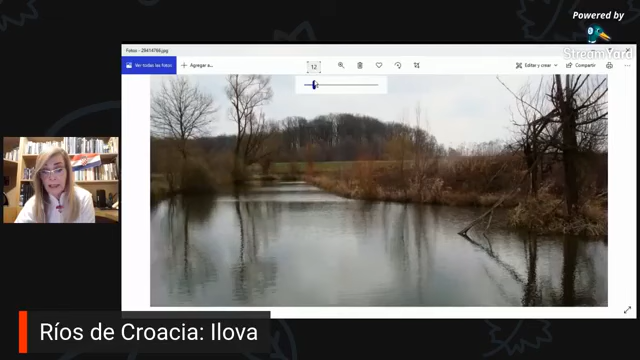 Powered by
StreamYard
Fotos - 29414766.jpg
Ver todas las fotos
Agregar a...
12
Editar y crear
Compartir
Ríos de Croacia: Ilova